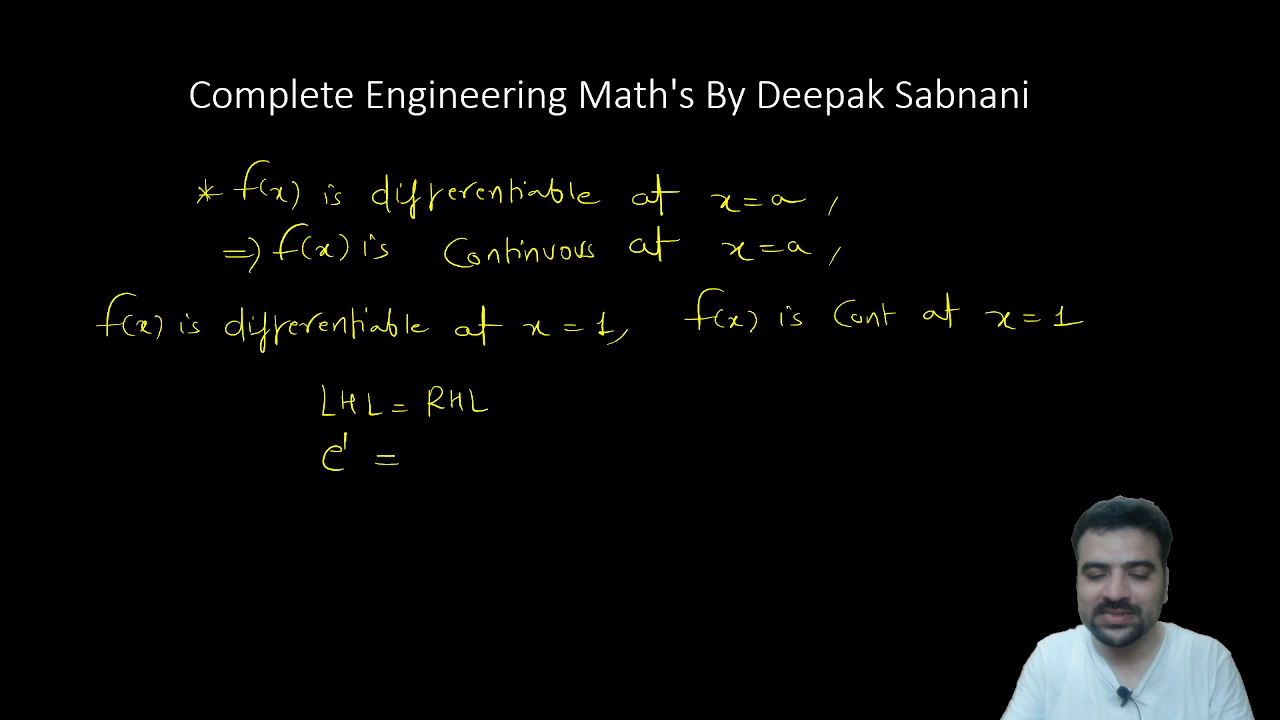 Complete Engineering Math's By Deepak Sabnani
* f(x) is differentiable at x=a,
=> f(x) is Continuous at x=a,
f(x) is differentiable at x=1, f(x) is Cont at x=1
LHL = RHL
e¹ =